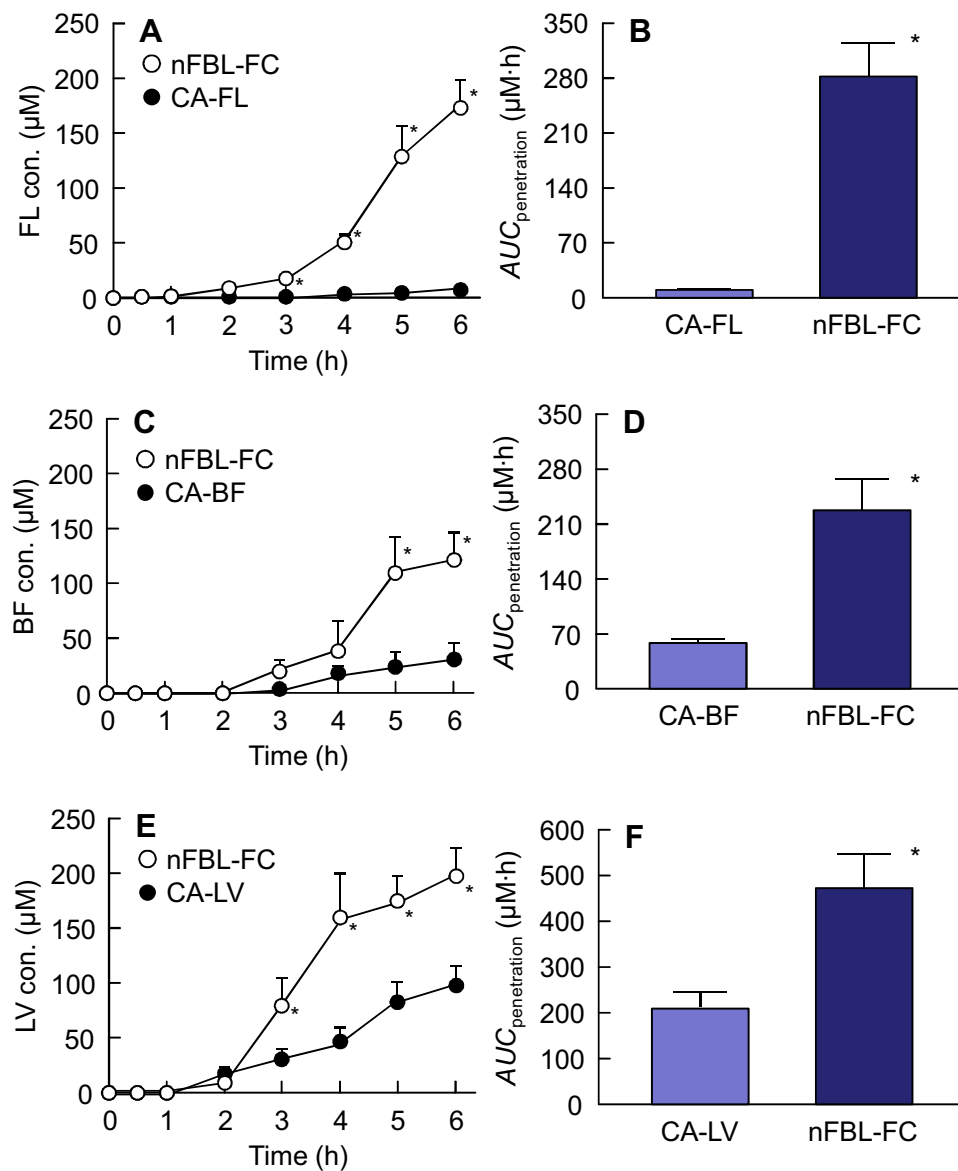 A
FL con. (µM)
250
200
150
100
50
0
nFBL-FC
CA-FL
*
*
*
*
0 1 2 3 4 5 6
Time (h)
B
AUCpenetration (µM·h)
350
280
210
140
70
0
*
CA-FL nFBL-FC
C
BF con. (µM)
250
200
150
100
50
0
nFBL-FC
CA-BF
*
*
0 1 2 3 4 5 6
Time (h)
D
AUCpenetration (µM·h)
350
280
210
140
70
0
*
CA-BF nFBL-FC
E
LV con. (µM)
250
200
150
100
50
0
nFBL-FC
CA-LV
*
*
*
*
0 1 2 3 4 5 6
Time (h)
F
AUCpenetration (µM·h)
600
500
400
300
200
100
0
*
CA-LV nFBL-FC